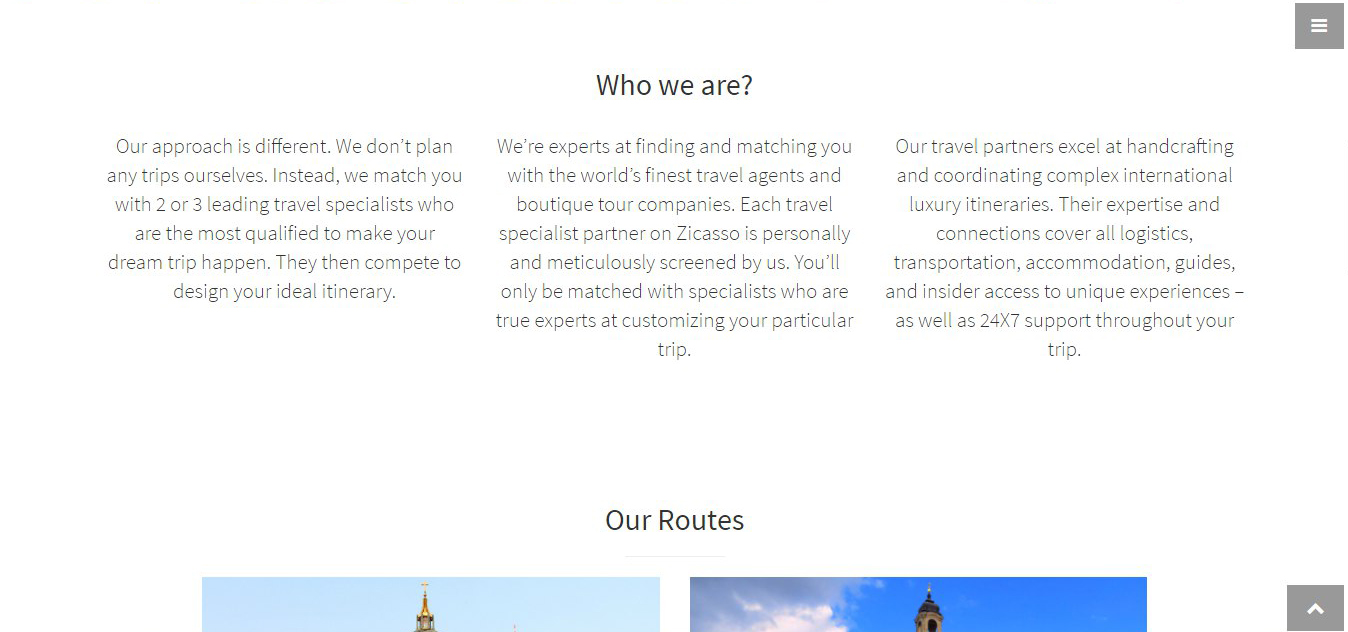 Who we are?
Our approach is different. We don’t plan
any trips ourselves. Instead, we match you
with 2 or 3 leading travel specialists who
are the most qualified to make your
dream trip happen. They then compete to
design your ideal itinerary.
We’re experts at finding and matching you
with the world’s finest travel agents and
boutique tour companies. Each travel
specialist partner on Zicasso is personally
and meticulously screened by us. You’ll
only be matched with specialists who are
true experts at customizing your particular
trip.
Our travel partners excel at handcrafting
and coordinating complex international
luxury itineraries. Their expertise and
connections cover all logistics,
transportation, accommodation, guides,
and insider access to unique experiences –
as well as 24X7 support throughout your
trip.
Our Routes